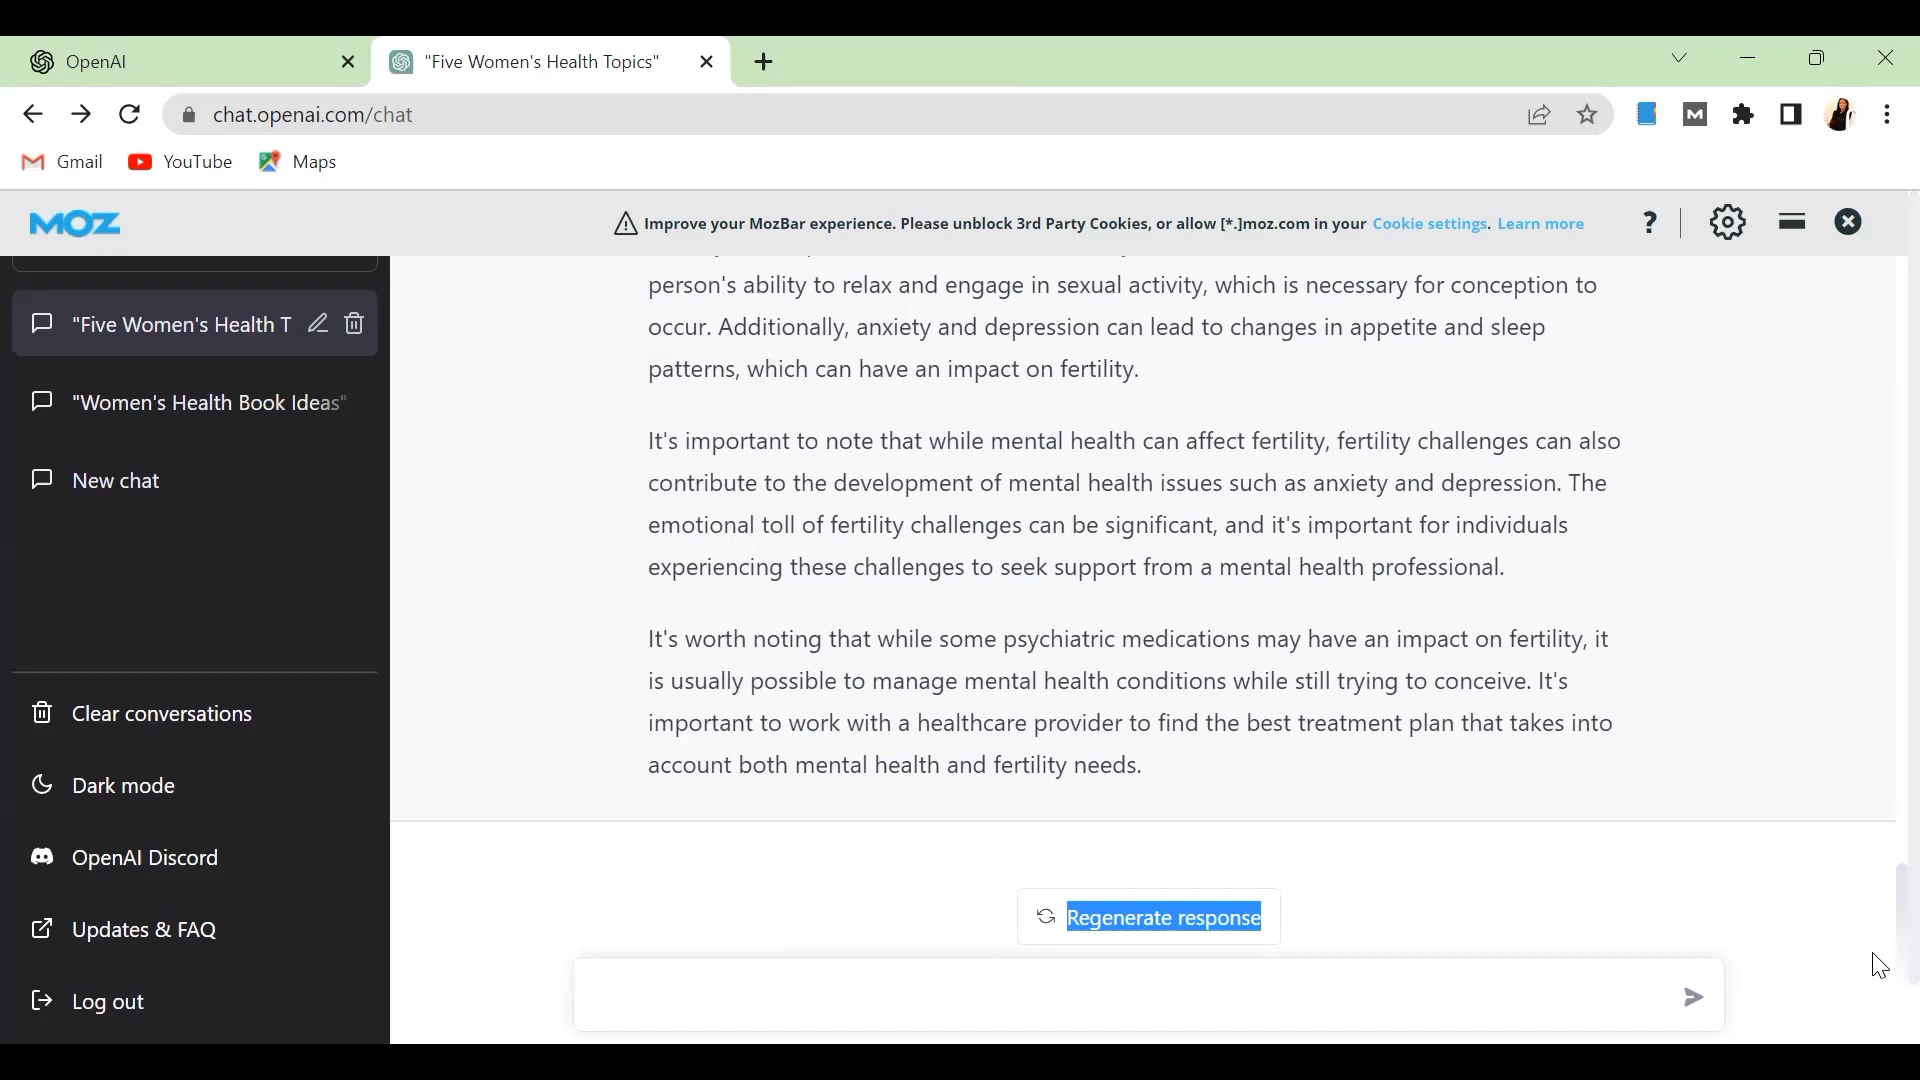 OpenAI
"Five Women's Health Topics"
chat.openai.com/chat
M
Gmail
YouTube
Maps
MOZ
Improve your MozBar experience. Please unblock 3rd Party Cookies, or allow [*.]moz.com in your Cookie settings. Learn more
?
"Five Women's Health T
"Women's Health Book Ideas"
New chat
Clear conversations
Dark mode
OpenAI Discord
Updates & FAQ
Log out
person's ability to relax and engage in sexual activity, which is necessary for conception to
occur. Additionally, anxiety and depression can lead to changes in appetite and sleep
patterns, which can have an impact on fertility.
It's important to note that while mental health can affect fertility, fertility challenges can also
contribute to the development of mental health issues such as anxiety and depression. The
emotional toll of fertility challenges can be significant, and it's important for individuals
experiencing these challenges to seek support from a mental health professional.
It's worth noting that while some psychiatric medications may have an impact on fertility, it
is usually possible to manage mental health conditions while still trying to conceive. It's
important to work with a healthcare provider to find the best treatment plan that takes into
account both mental health and fertility needs.
Regenerate response